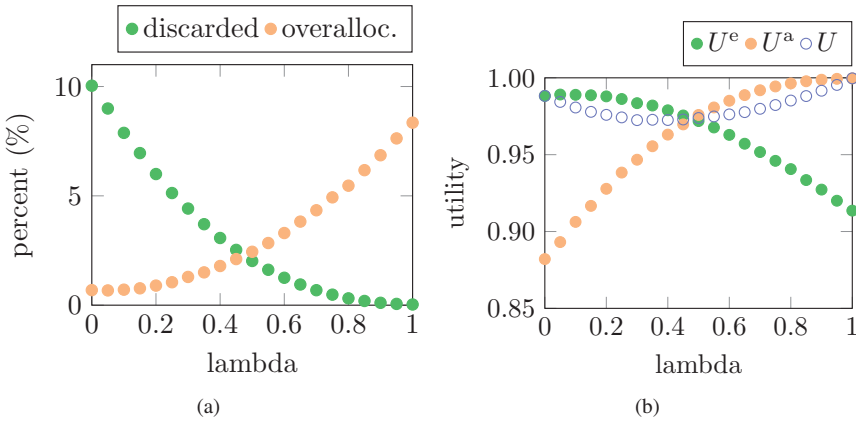 discarded overalloc.
percent (%)
10
5
0
0 0.2 0.4 0.6 0.8 1
lambda
(a)
Uᵉ Uᵃ U
utility
1.00
0.95
0.90
0.85
0 0.2 0.4 0.6 0.8 1
lambda
(b)